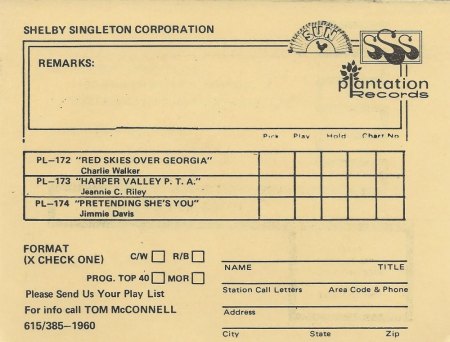 SHELBY SINGLETON CORPORATION
SUN
SSS
REMARKS:
plantation
Records
Pick Play Hold Chart No.
PL-172 "RED SKIES OVER GEORGIA"
Charlie Walker
PL-173 "HARPER VALLEY P. T. A."
Jeannie C. Riley
PL-174 "PRETENDING SHE'S YOU"
Jimmie Davis
FORMAT
(X CHECK ONE) C/W R/B
PROG. TOP 40 MOR
Please Send Us Your Play List
For info call TOM McCONNELL
615/385-1960
NAME TITLE
Station Call Letters Area Code & Phone
Address
City State Zip